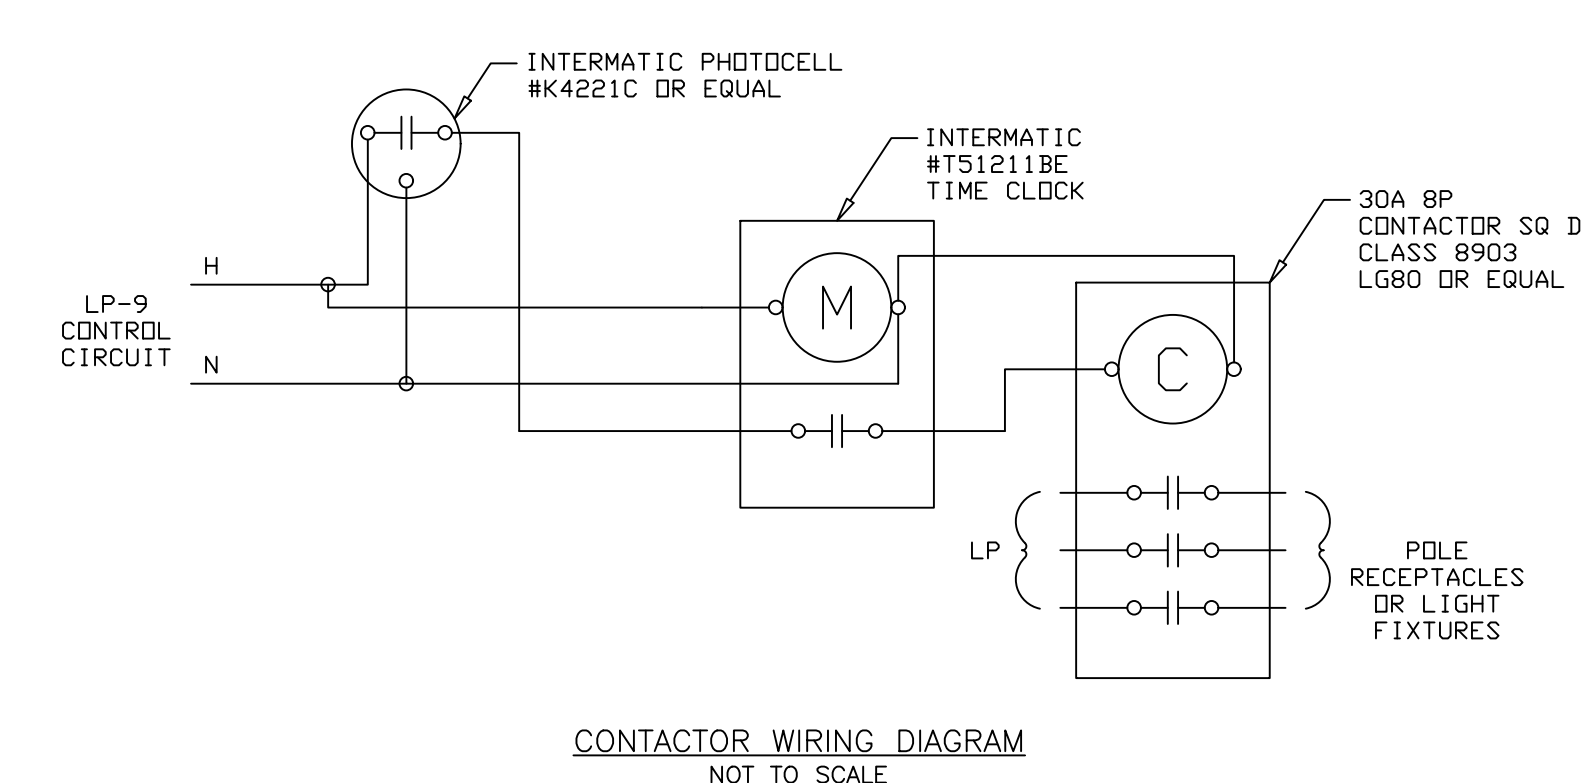 INTERMATIC PHOTOCELL
#K4221C OR EQUAL
INTERMATIC
#T51211BE
TIME CLOCK
30A 8P
CONTACTOR SQ D
CLASS 8903
LG80 OR EQUAL
H
LP-9
CONTROL
CIRCUIT
N
M
C
LP
POLE
RECEPTACLES
OR LIGHT
FIXTURES
CONTACTOR WIRING DIAGRAM
NOT TO SCALE